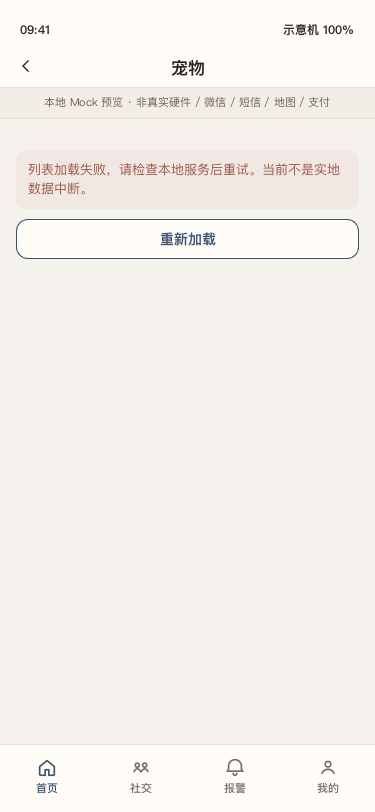 09:41
示意机 100%
宠物
本地 Mock 预览 · 非真实硬件 / 微信 / 短信 / 地图 / 支付
列表加载失败，请检查本地服务后重试。当前不是实地
数据中断。
重新加载
首页
社交
报警
我的